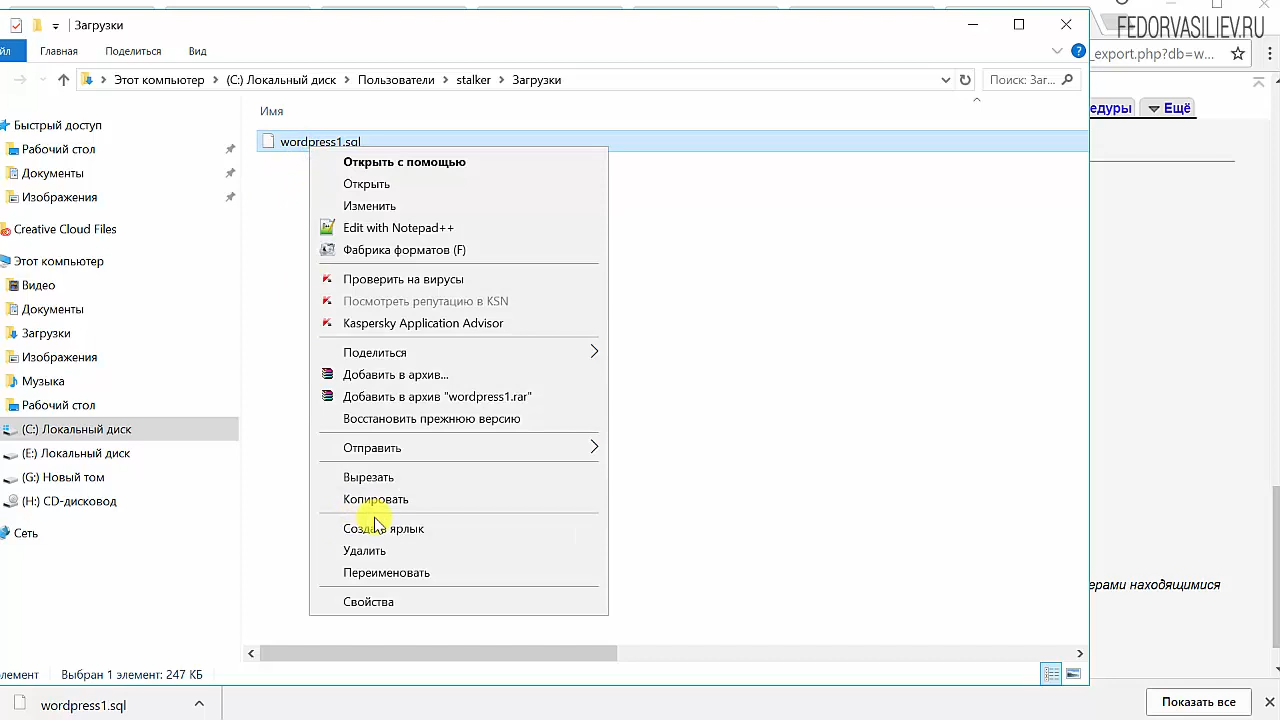 Загрузки
FEDORVASILIEV.RU
йл
Главная
Поделиться
Вид
_export.php?db=w...
Этот компьютер
(C:) Локальный диск
Пользователи
stalker
Загрузки
Поиск: Заг...
едуры
Ещё
Имя
Быстрый доступ
Рабочий стол
Документы
Изображения
Creative Cloud Files
Этот компьютер
Видео
Документы
Загрузки
Изображения
Музыка
Рабочий стол
(C:) Локальный диск
(E:) Локальный диск
(G:) Новый том
(H:) CD-дисковод
Сеть
wordpress1.sql
Открыть с помощью
Открыть
Изменить
Edit with Notepad++
Фабрика форматов (F)
Проверить на вирусы
Посмотреть репутацию в KSN
Kaspersky Application Advisor
Поделиться
Добавить в архив...
Добавить в архив "wordpress1.rar"
Восстановить прежнюю версию
Отправить
Вырезать
Копировать
Создать ярлык
Удалить
Переименовать
Свойства
ерами находящимися
лемент
Выбран 1 элемент: 247 КБ
wordpress1.sql
Показать все